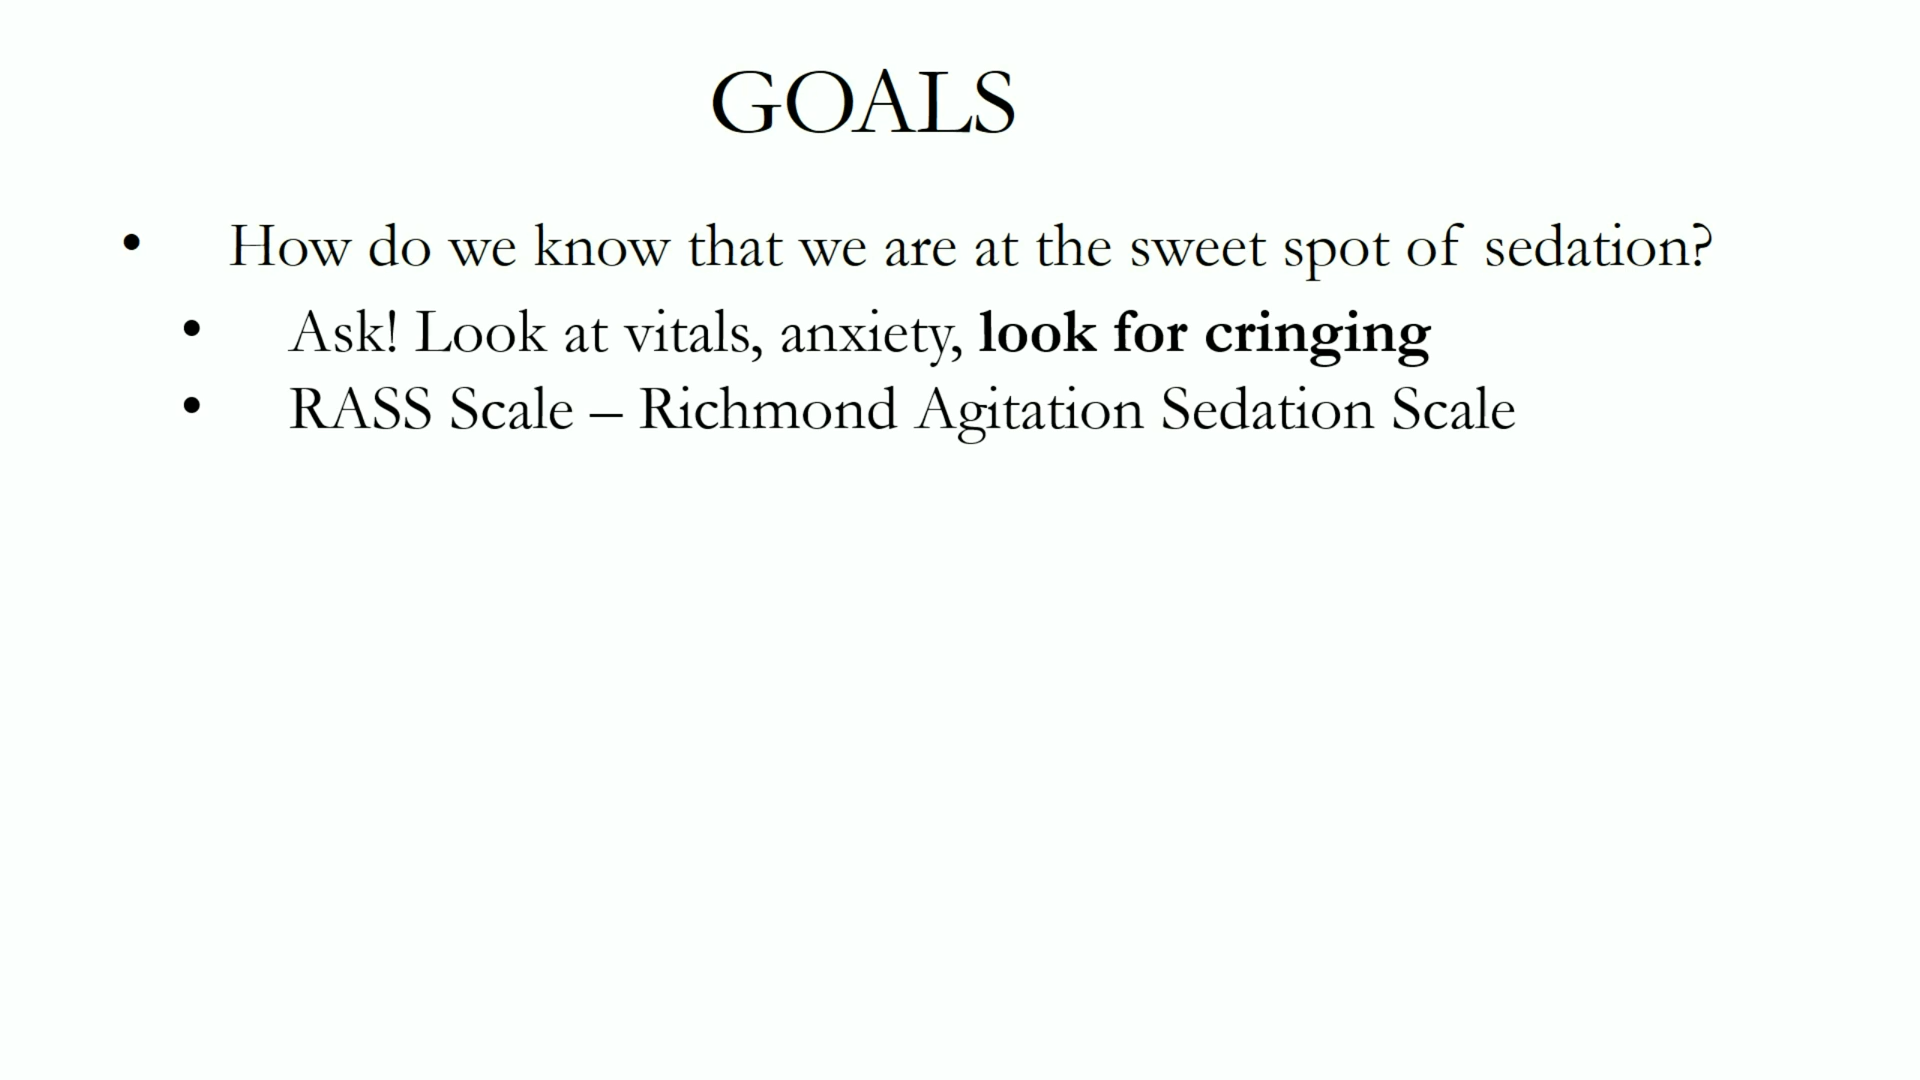 GOALS
• How do we know that we are at the sweet spot of sedation?
• Ask! Look at vitals, anxiety, look for cringing
• RASS Scale – Richmond Agitation Sedation Scale